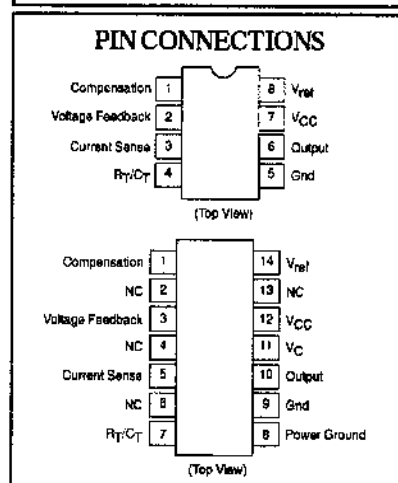 PIN CONNECTIONS
Compensation 1 8 Vref
Voltage Feedback 2 7 VCC
Current Sense 3 6 Output
RT/CT 4 5 Gnd
(Top View)
Compensation 1 14 Vref
NC 2 13 NC
Voltage Feedback 3 12 VCC
NC 4 11 VC
Current Sense 5 10 Output
NC 6 9 Gnd
RT/CT 7 8 Power Ground
(Top View)